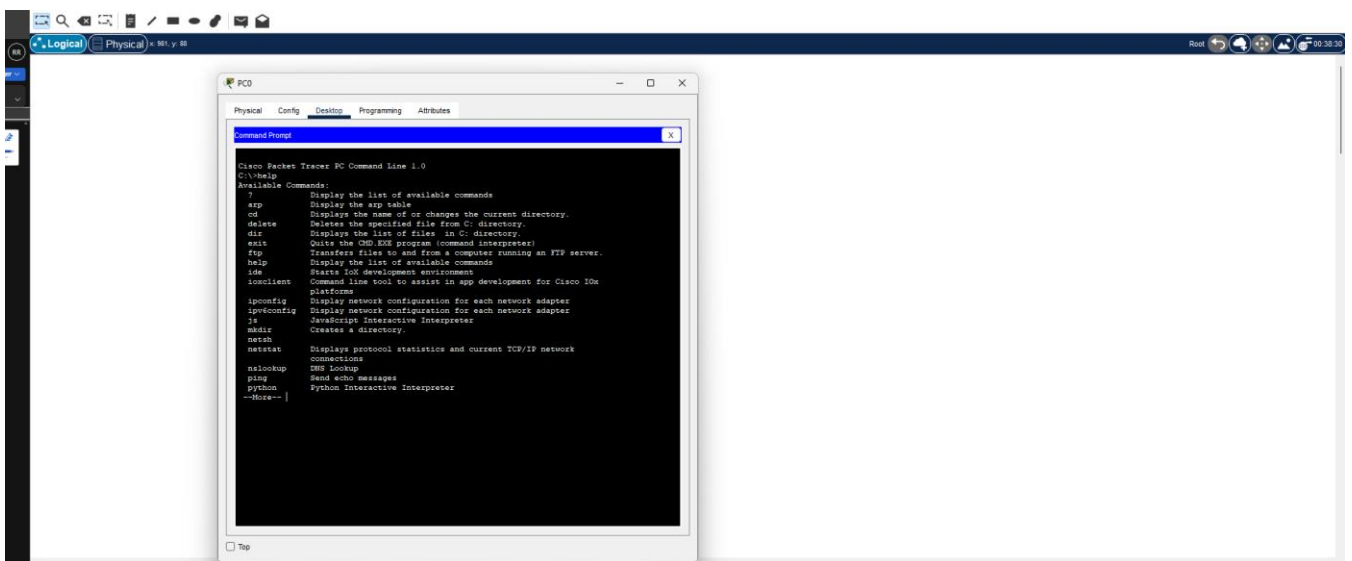 Logical
Physical
x: 981, y: 88
Root
00:38:30
RR
PC0
Physical Config Desktop Programming Attributes
Command Prompt
X
Cisco Packet Tracer PC Command Line 1.0
C:\>help
Available Commands:
? Display the list of available commands
arp Display the arp table
cd Displays the name of or changes the current directory.
delete Deletes the specified file from C: directory.
dir Displays the list of files in C: directory.
exit Quits the CMD.EXE program (command interpreter)
ftp Transfers files to and from a computer running an FTP server.
help Display the list of available commands
ide Starts IoX development environment
ioxclient Command line tool to assist in app development for Cisco IOx
platforms
ipconfig Display network configuration for each network adapter
ipv6config Display network configuration for each network adapter
js JavaScript Interactive Interpreter
mkdir Creates a directory.
netsh
netstat Displays protocol statistics and current TCP/IP network
connections
nslookup DNS Lookup
ping Send echo messages
python Python Interactive Interpreter
--More--
Top